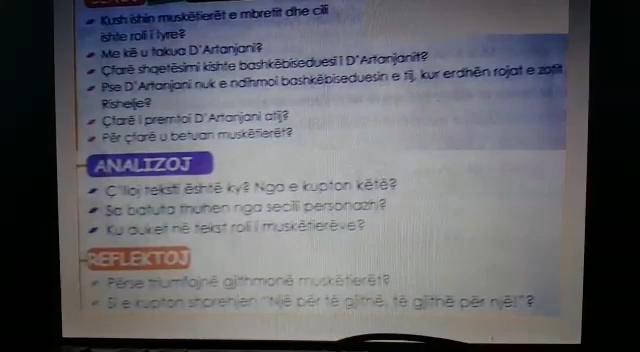 Kush ishin muskëtierët e mbretit dhe cili
ishte roli i tyre?
Me kë u takua D'Artanjani?
Çfarë shqetësimi kishte bashkëbiseduesi i D'Artanjanit?
Pse D'Artanjani nuk e ndihmoi bashkëbiseduesin e tij, kur erdhën rojat e zotit
Rishelje?
Çfarë i premtoi D'Artanjani atij?
Për çfarë u betuan muskëtierët?
ANALIZOJ
Ç'lloj teksti është ky? Nga e kupton këtë?
Sa batuta thuhen nga secili personazh?
Ku duket në tekst roli i muskëtierëve?
REFLEKTOJ
Përse triumfojnë gjithmonë muskëtierët?
Si e kupton shprehjen "Një për të gjithë, të gjithë për një!"?